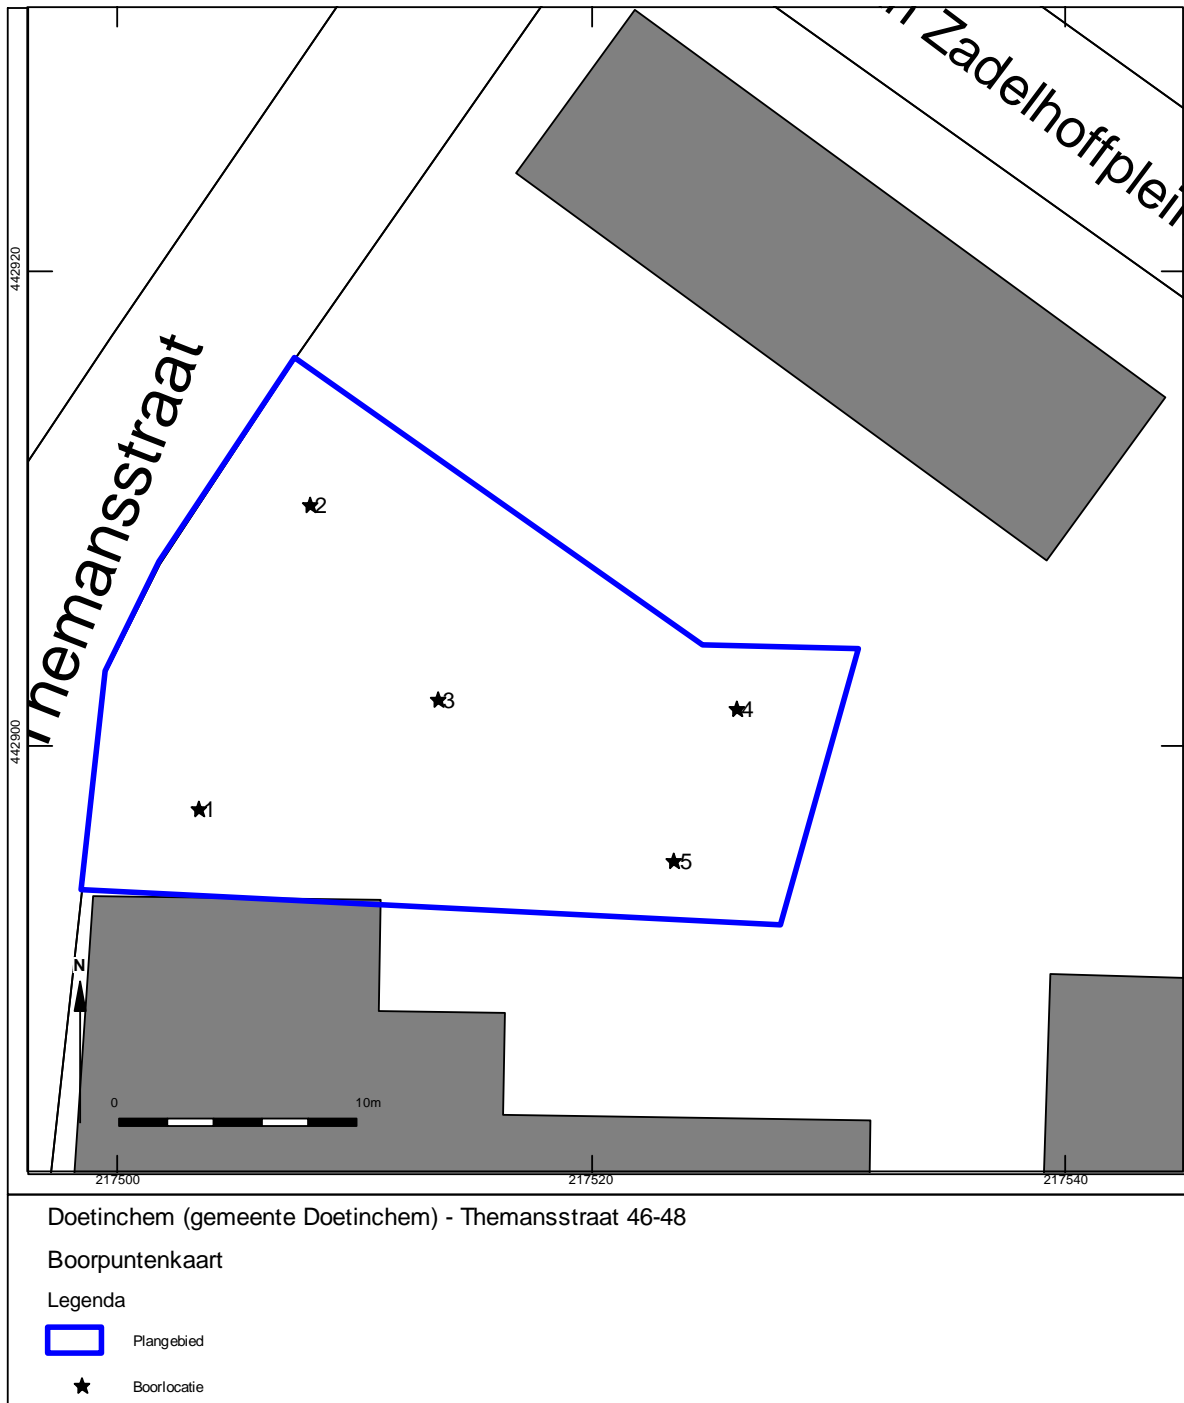 n Zadelhoffplein
442920
Themansstraat
2
3
4
442900
1
5
N
0 10m
217500 217520 217540
Doetinchem (gemeente Doetinchem) - Themansstraat 46-48
Boorpuntenkaart
Legenda
Plangebied
Boorlocatie